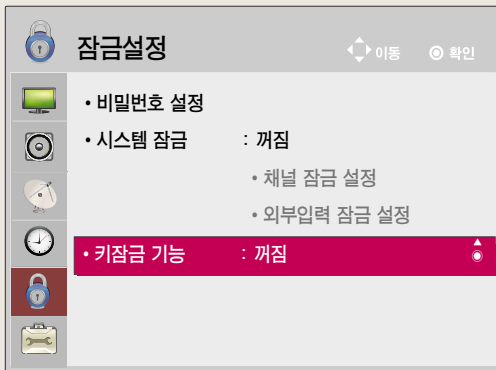 잠금설정
이동 확인
• 비밀번호 설정
• 시스템 잠금 : 꺼짐
• 채널 잠금 설정
• 외부입력 잠금 설정
• 키잠금 기능 : 꺼짐